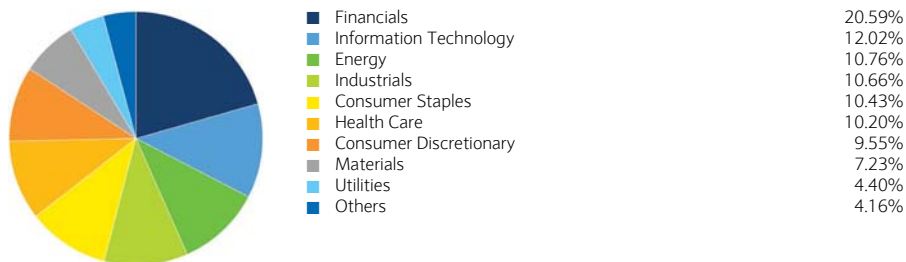 Financials 20.59%
Information Technology 12.02%
Energy 10.76%
Industrials 10.66%
Consumer Staples 10.43%
Health Care 10.20%
Consumer Discretionary 9.55%
Materials 7.23%
Utilities 4.40%
Others 4.16%